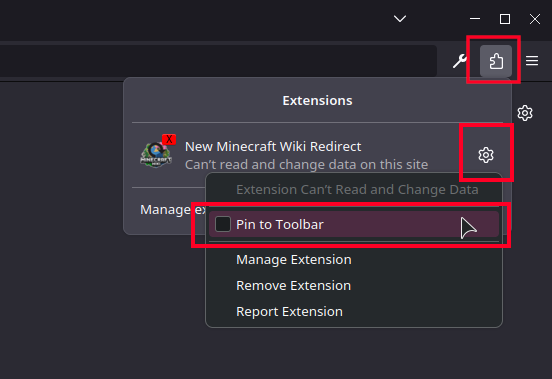 Extensions
New Minecraft Wiki Redirect
Can't read and change data on this site
Extension Can't Read and Change Data
Manage ex
Pin to Toolbar
Manage Extension
Remove Extension
Report Extension